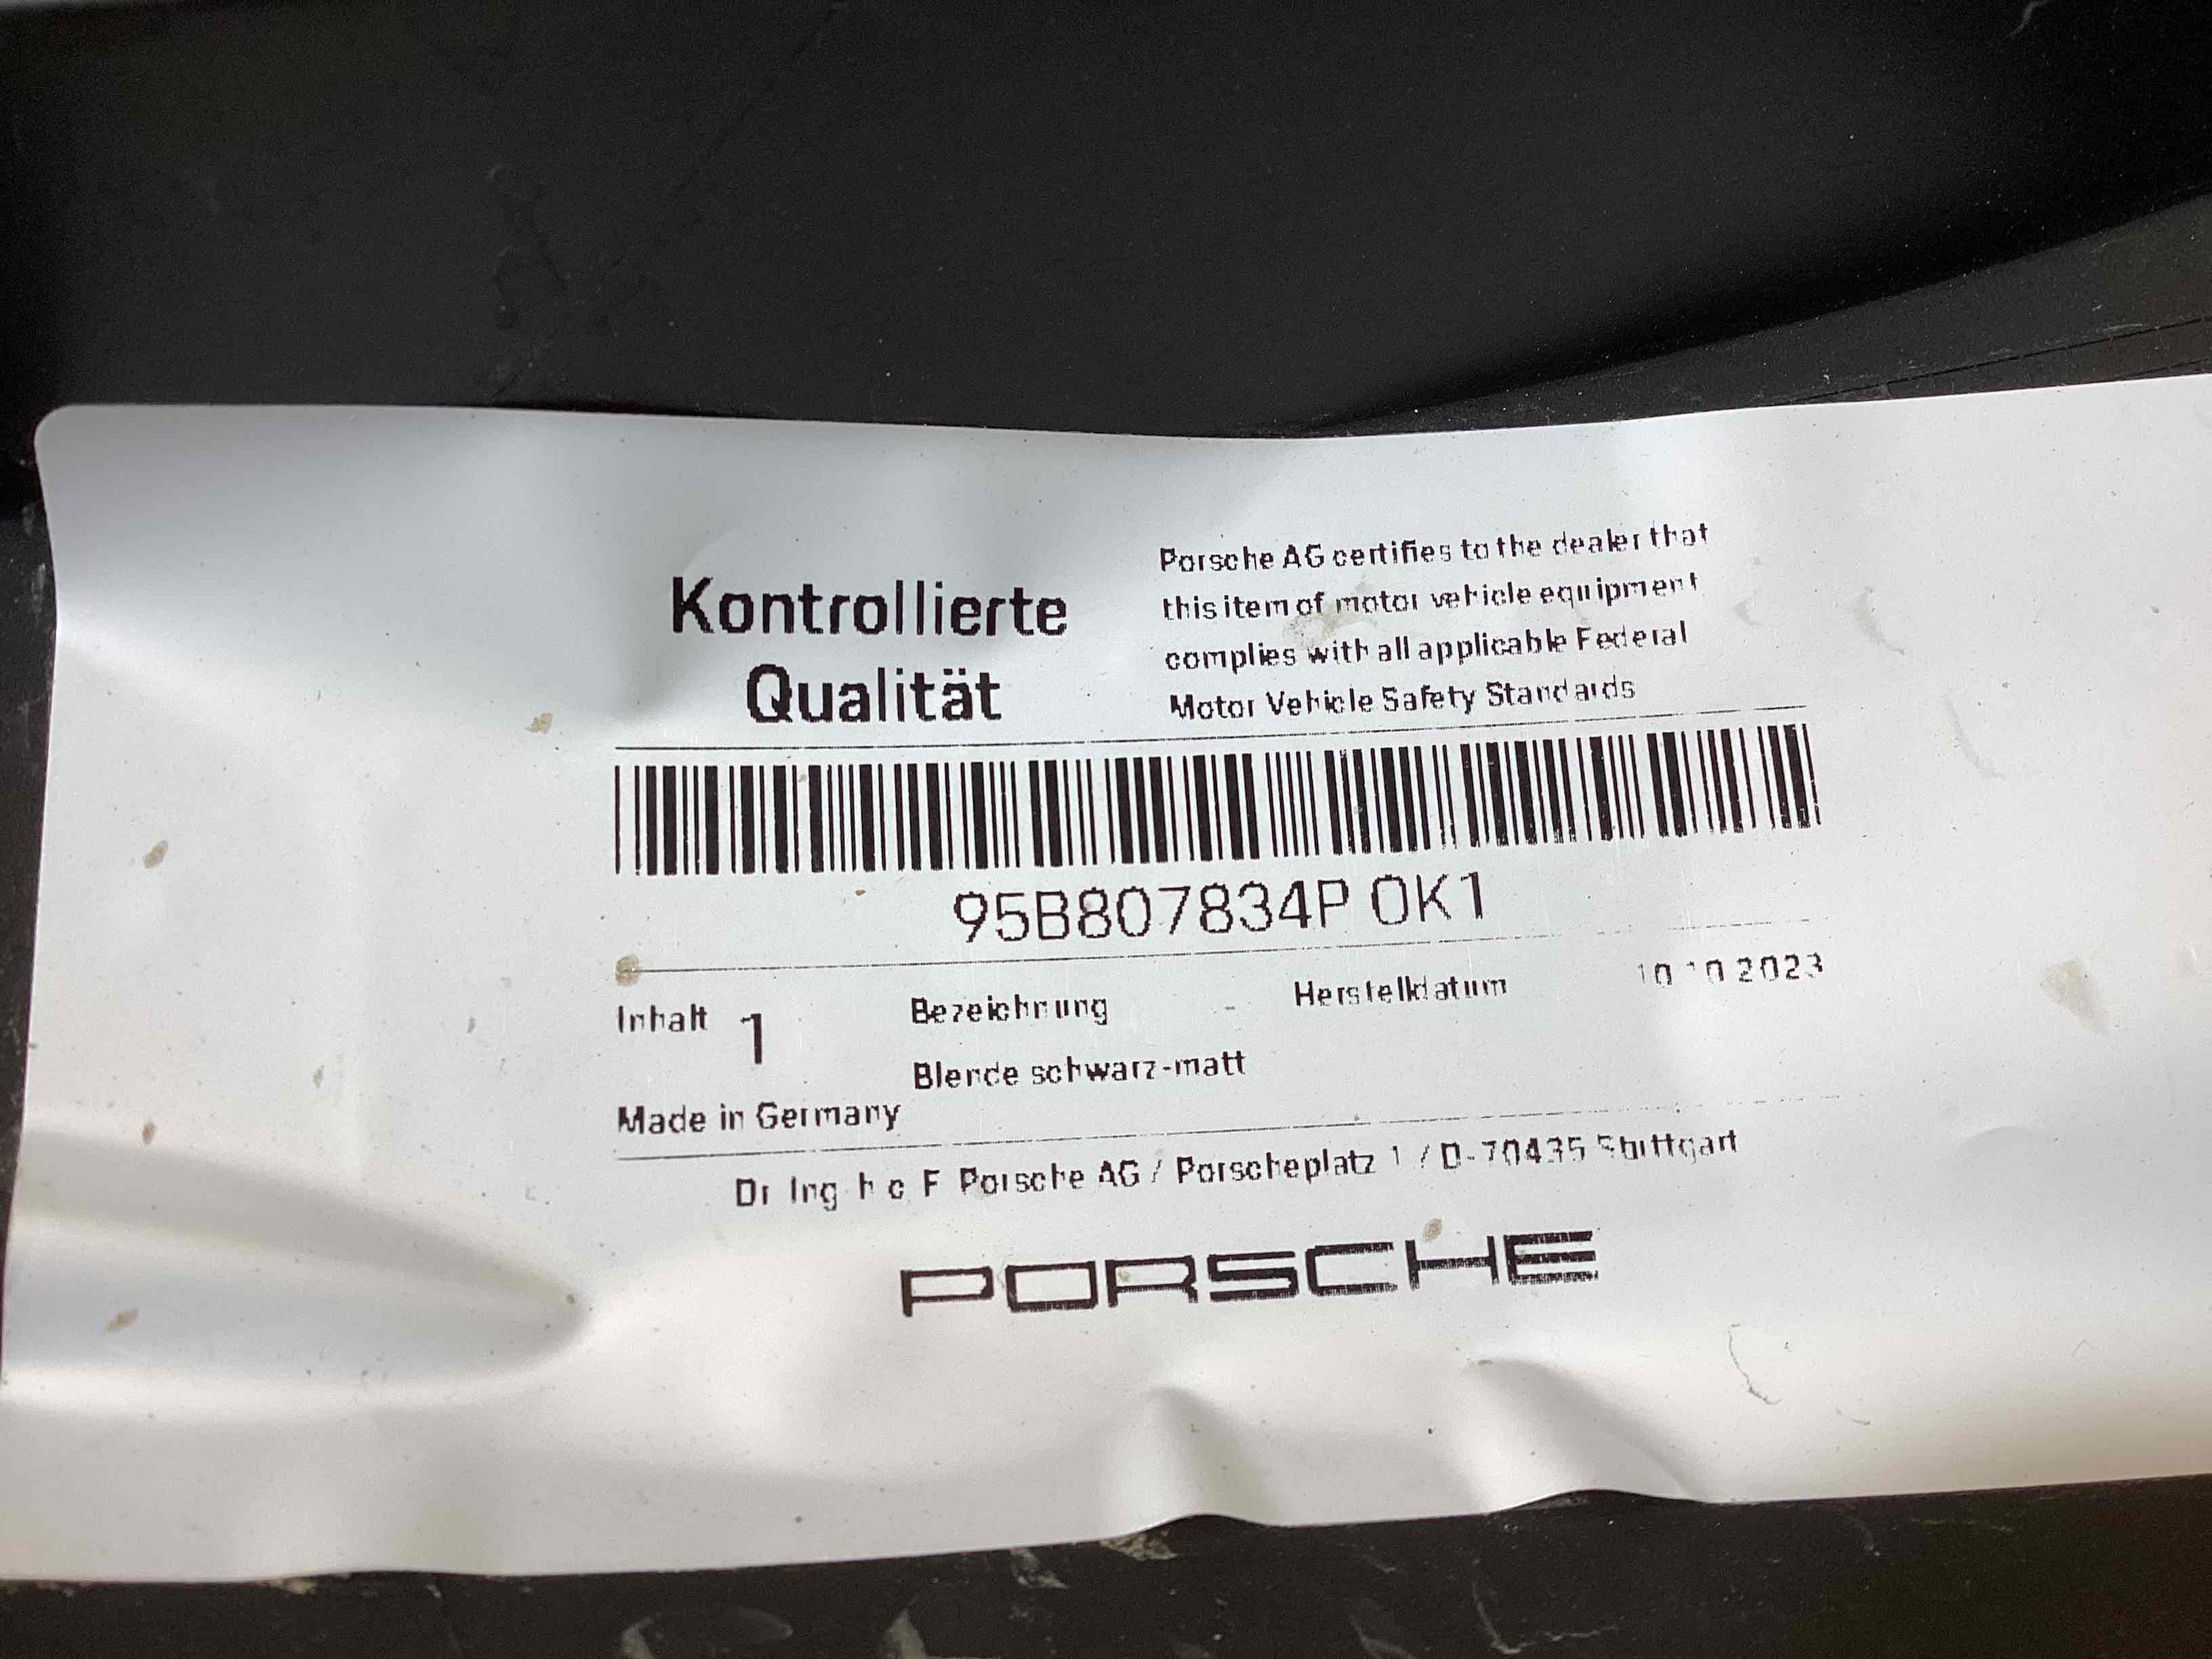 Kontrollierte
Qualität
Porsche AG certifies to the dealer that
this item of motor vehicle equipment
complies with all applicable Federal
Motor Vehicle Safety Standards
95B807834P OK1
Inhalt 1
Bezeichnung
Herstelldatum 10 10 2023
Blende schwarz-matt
Made in Germany
Dr Ing h c F Porsche AG / Porscheplatz 1 / D-70435 Stuttgart
PORSCHE